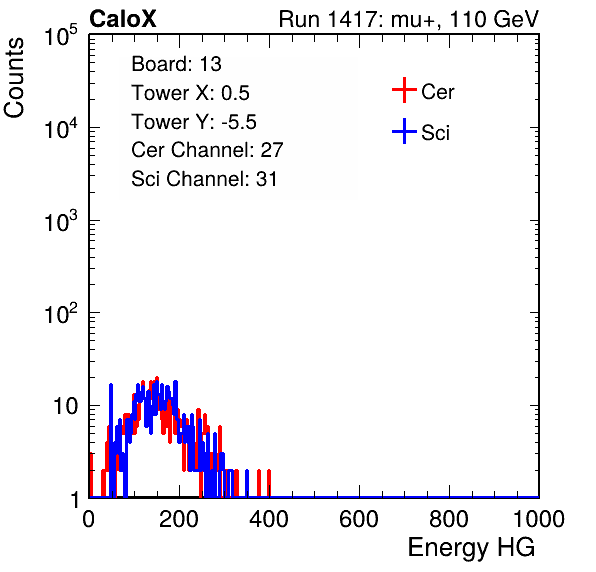 CaloX Run 1417: mu+, 110 GeV
Counts
Board: 13
Tower X: 0.5
Tower Y: -5.5
Cer Channel: 27
Sci Channel: 31
Cer
Sci
10^5
10^4
10^3
10^2
10
1
0 200 400 600 800 1000
Energy HG